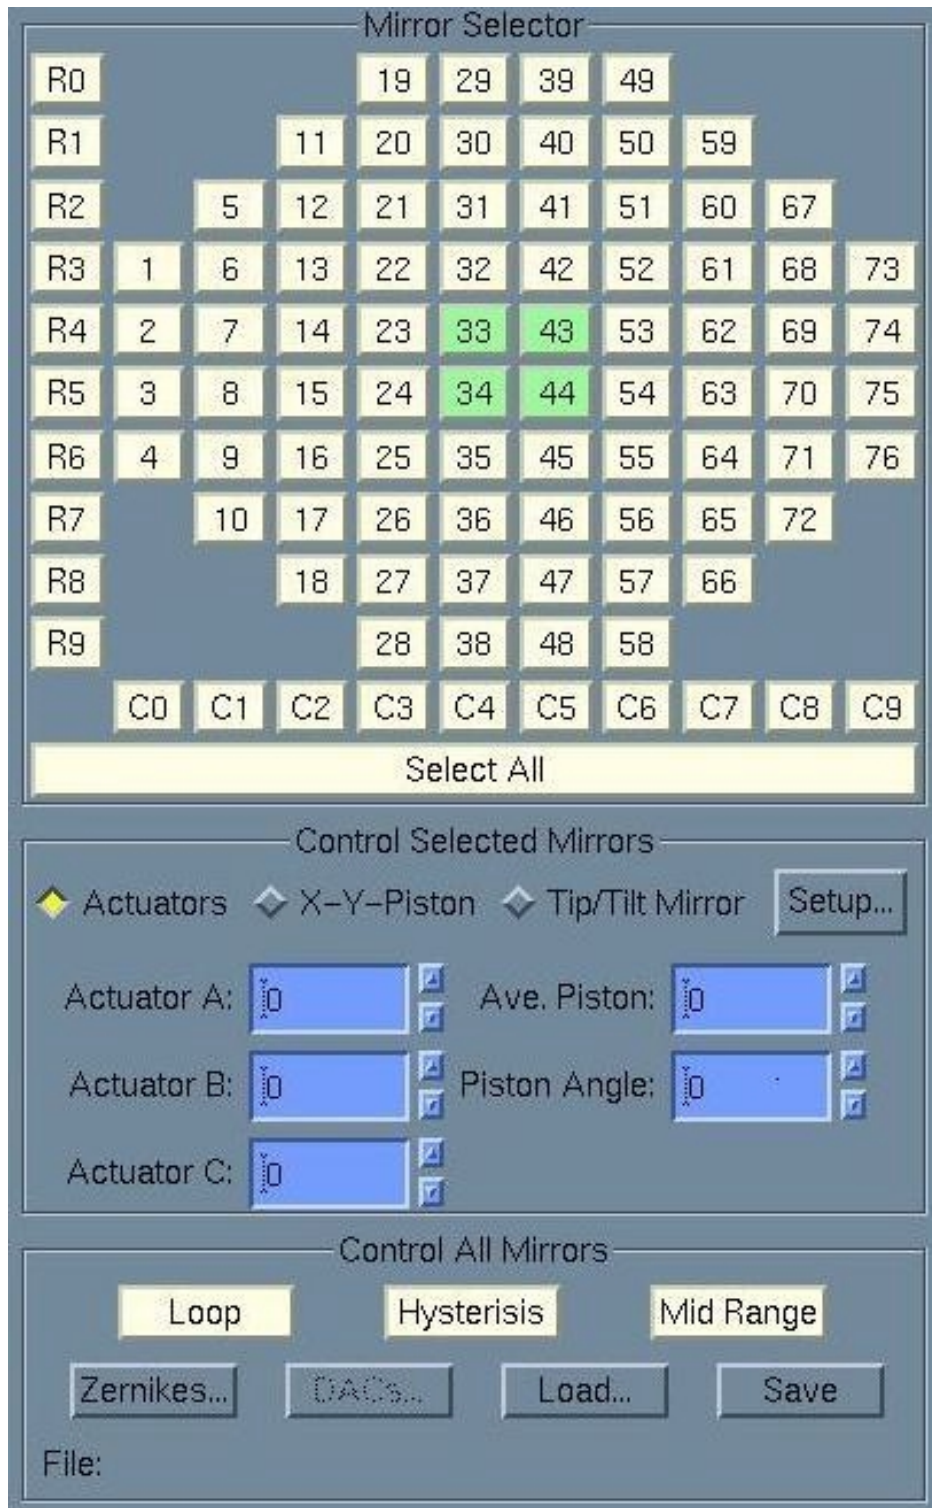 Mirror Selector
R0 19 29 39 49
R1 11 20 30 40 50 59
R2 5 12 21 31 41 51 60 67
R3 1 6 13 22 32 42 52 61 68 73
R4 2 7 14 23 33 43 53 62 69 74
R5 3 8 15 24 34 44 54 63 70 75
R6 4 9 16 25 35 45 55 64 71 76
R7 10 17 26 36 46 56 65 72
R8 18 27 37 47 57 66
R9 28 38 48 58
C0 C1 C2 C3 C4 C5 C6 C7 C8 C9
Select All
Control Selected Mirrors
Actuators X-Y-Piston Tip/Tilt Mirror Setup...
Actuator A: 0 Ave. Piston: 0
Actuator B: 0 Piston Angle: 0
Actuator C: 0
Control All Mirrors
Loop Hysterisis Mid Range
Zernikes... DACs... Load... Save
File: